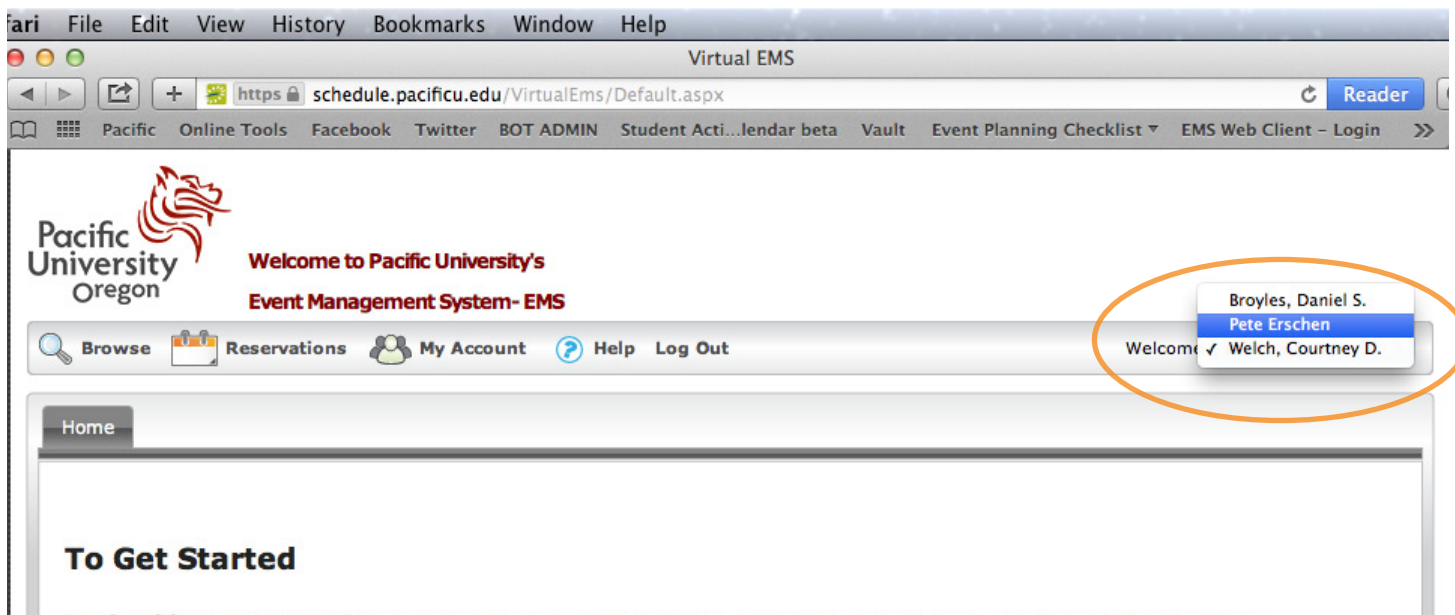 ari File Edit View History Bookmarks Window Help
Virtual EMS
https schedule.pacificu.edu/VirtualEms/Default.aspx Reader
Pacific Online Tools Facebook Twitter BOT ADMIN Student Acti...lendar beta Vault Event Planning Checklist ▾ EMS Web Client – Login >>
Pacific
University
Oregon
Welcome to Pacific University's
Event Management System- EMS
Broyles, Daniel S.
Pete Erschen
Browse Reservations My Account ? Help Log Out Welcome ✓ Welch, Courtney D.
Home
To Get Started